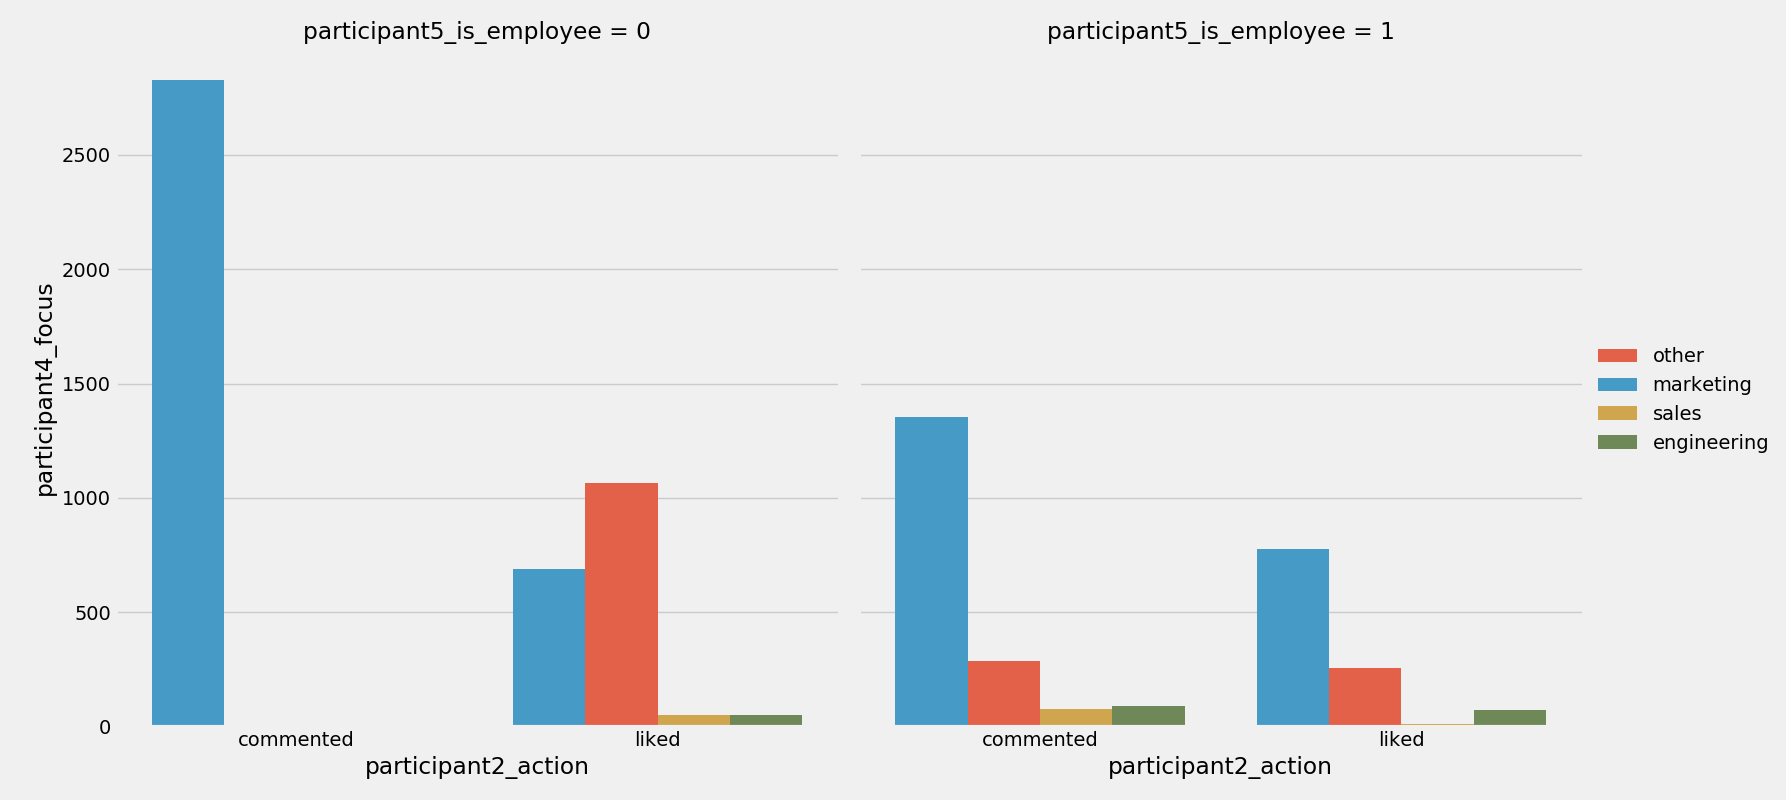 participant5_is_employee = 0
participant5_is_employee = 1
participant4_focus
2500
2000
1500
1000
500
0
commented
liked
commented
liked
participant2_action
participant2_action
other
marketing
sales
engineering